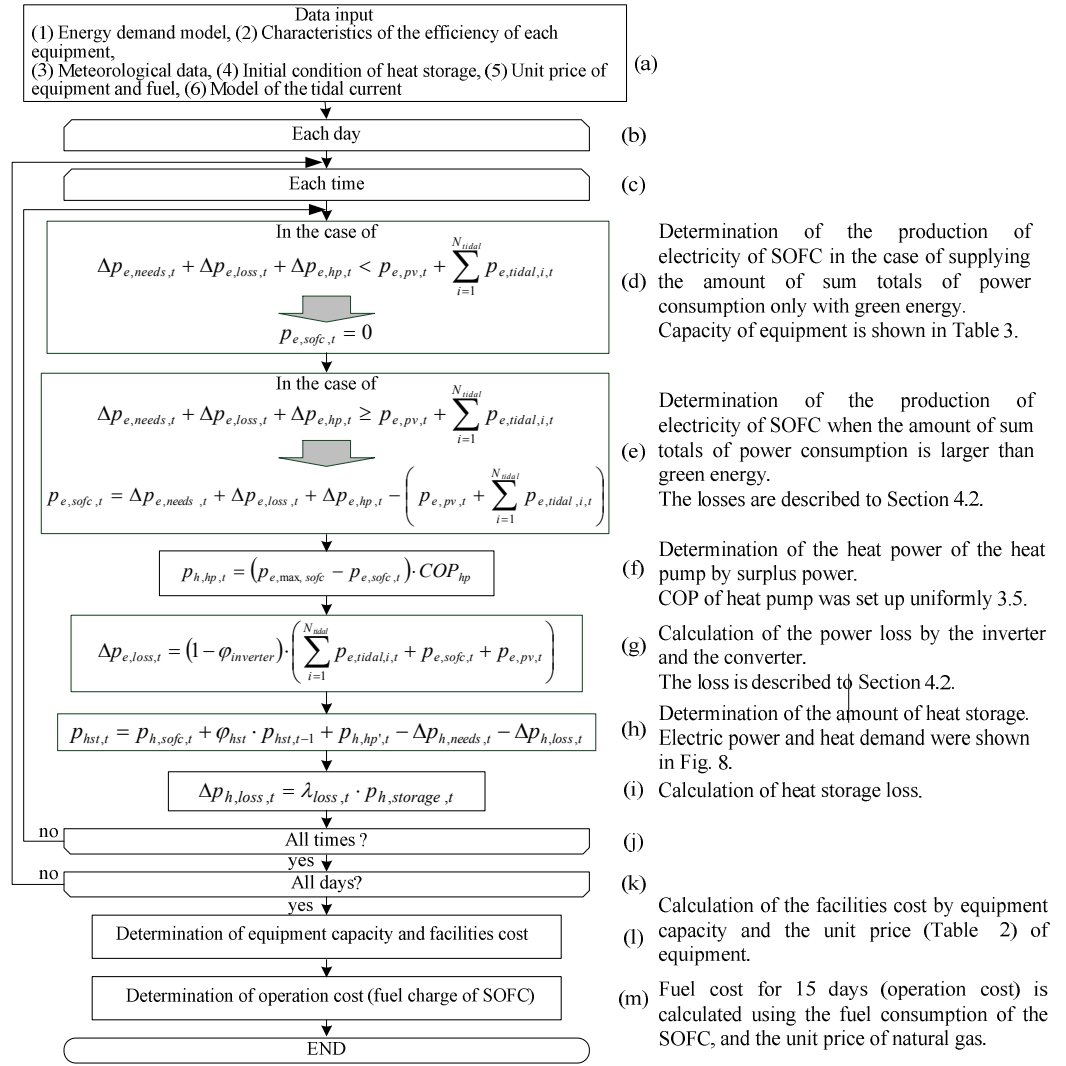 Data input
(1) Energy demand model, (2) Characteristics of the efficiency of each
equipment,
(3) Meteorological data, (4) Initial condition of heat storage, (5) Unit price of
equipment and fuel, (6) Model of the tidal current
(a)
Each day
(b)
Each time
(c)
In the case of
Δp_{e,needs,t} + Δp_{e,loss,t} + Δp_{e,hp,t} < p_{e,pv,t} + \sum_{i=1}^{N_{tidal}} p_{e,tidal,i,t}
p_{e,sofc,t} = 0
(d)
Determination of the production of
electricity of SOFC in the case of supplying
the amount of sum totals of power
consumption only with green energy.
Capacity of equipment is shown in Table 3.
In the case of
Δp_{e,needs,t} + Δp_{e,loss,t} + Δp_{e,hp,t} ≥ p_{e,pv,t} + \sum_{i=1}^{N_{tidal}} p_{e,tidal,i,t}
p_{e,sofc,t} = Δp_{e,needs,t} + Δp_{e,loss,t} + Δp_{e,hp,t} − (p_{e,pv,t} + \sum_{i=1}^{N_{tidal}} p_{e,tidal,i,t})
(e)
Determination of the production of
electricity of SOFC when the amount of sum
totals of power consumption is larger than
green energy.
The losses are described to Section 4.2.
p_{h,hp,t} = (p_{e,max,sofc} − p_{e,sofc,t}) · COP_{hp}
(f)
Determination of the heat power of the heat
pump by surplus power.
COP of heat pump was set up uniformly 3.5.
Δp_{e,loss,t} = (1 − φ_{inverter}) · (\sum_{i=1}^{N_{tidal}} p_{e,tidal,i,t} + p_{e,sofc,t} + p_{e,pv,t})
(g)
Calculation of the power loss by the inverter
and the converter.
The loss is described to Section 4.2.
p_{hst,t} = p_{h,sofc,t} + φ_{hst} · p_{hst,t−1} + p_{h,hp',t} − Δp_{h,needs,t} − Δp_{h,loss,t}
(h)
Determination of the amount of heat storage.
Electric power and heat demand were shown
in Fig. 8.
Δp_{h,loss,t} = λ_{loss,t} · p_{h,storage,t}
(i)
Calculation of heat storage loss.
no
All times ?
(j)
yes
no
All days?
(k)
yes
Determination of equipment capacity and facilities cost
(l)
Calculation of the facilities cost by equipment
capacity and the unit price (Table 2) of
equipment.
Determination of operation cost (fuel charge of SOFC)
(m)
Fuel cost for 15 days (operation cost) is
calculated using the fuel consumption of the
SOFC, and the unit price of natural gas.
END